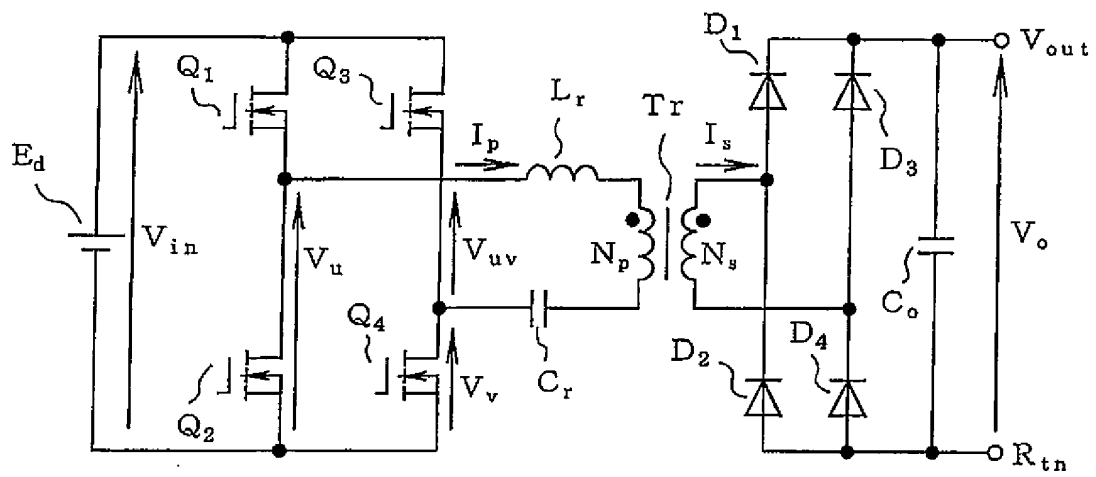 D₁
Vout
Q₁
Q₃
Lr
Tr
Ip
Is
D₃
Ed
Vin
Vu
Vuv
Np
Ns
Vo
Co
Q₄
D₂
D₄
Q₂
Vv
Cr
Rtn